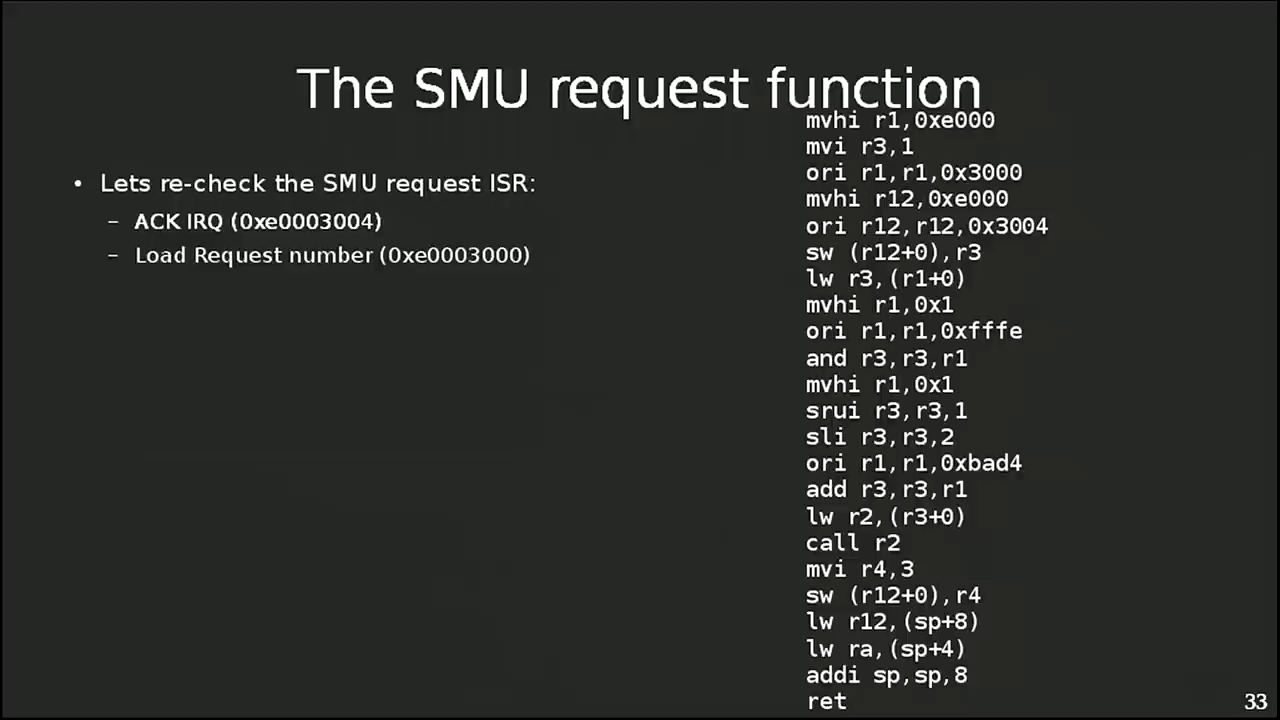 The SMU request function
• Lets re-check the SMU request ISR:
– ACK IRQ (0xe0003004)
– Load Request number (0xe0003000)
mvhi r1,0xe000
mvi r3,1
ori r1,r1,0x3000
mvhi r12,0xe000
ori r12,r12,0x3004
sw (r12+0),r3
lw r3,(r1+0)
mvhi r1,0x1
ori r1,r1,0xfffe
and r3,r3,r1
mvhi r1,0x1
srui r3,r3,1
sli r3,r3,2
ori r1,r1,0xbad4
add r3,r3,r1
lw r2,(r3+0)
call r2
mvi r4,3
sw (r12+0),r4
lw r12,(sp+8)
lw ra,(sp+4)
addi sp,sp,8
ret
33